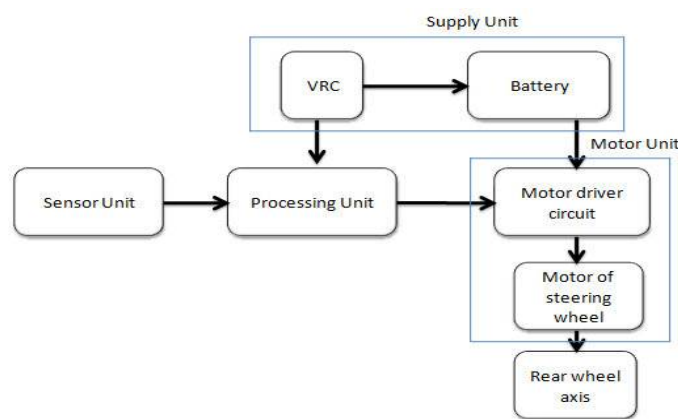 Supply Unit
VRC
Battery
Motor Unit
Sensor Unit
Processing Unit
Motor driver
circuit
Motor of
steering
wheel
Rear wheel
axis